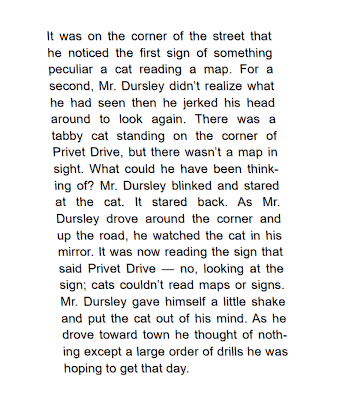 It was on the corner of the street that
he noticed the first sign of something
peculiar a cat reading a map. For a
second, Mr. Dursley didn't realize what
he had seen then he jerked his head
around to look again. There was a
tabby cat standing on the corner of
Privet Drive, but there wasn't a map in
sight. What could he have been think-
ing of? Mr. Dursley blinked and stared
at the cat. It stared back. As Mr.
Dursley drove around the corner and
up the road, he watched the cat in his
mirror. It was now reading the sign that
said Privet Drive — no, looking at the
sign; cats couldn't read maps or signs.
Mr. Dursley gave himself a little shake
and put the cat out of his mind. As he
drove toward town he thought of noth-
ing except a large order of drills he was
hoping to get that day.